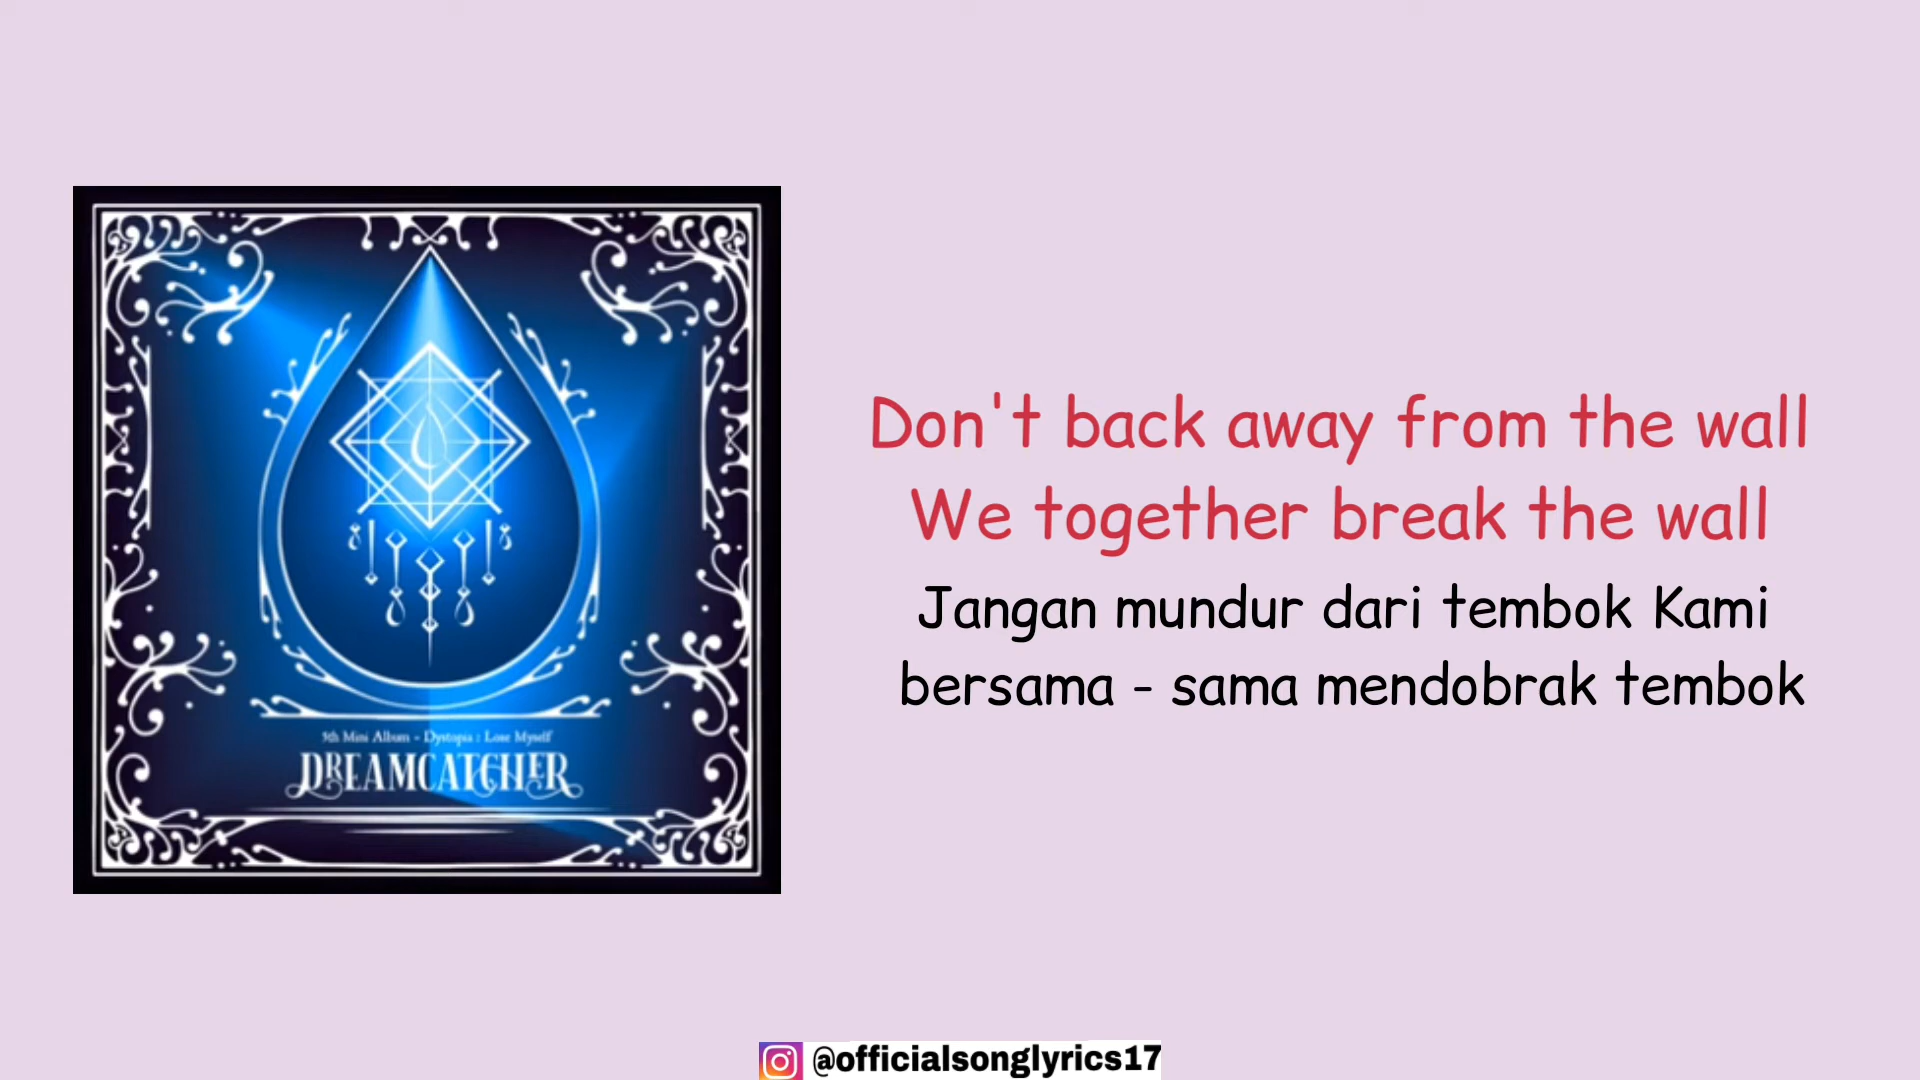 5th Mini Album - Dystopia : Lose Myself
DREAMCATCHER
Don't back away from the wall
We together break the wall
Jangan mundur dari tembok Kami
bersama - sama mendobrak tembok
@officialsonglyrics17